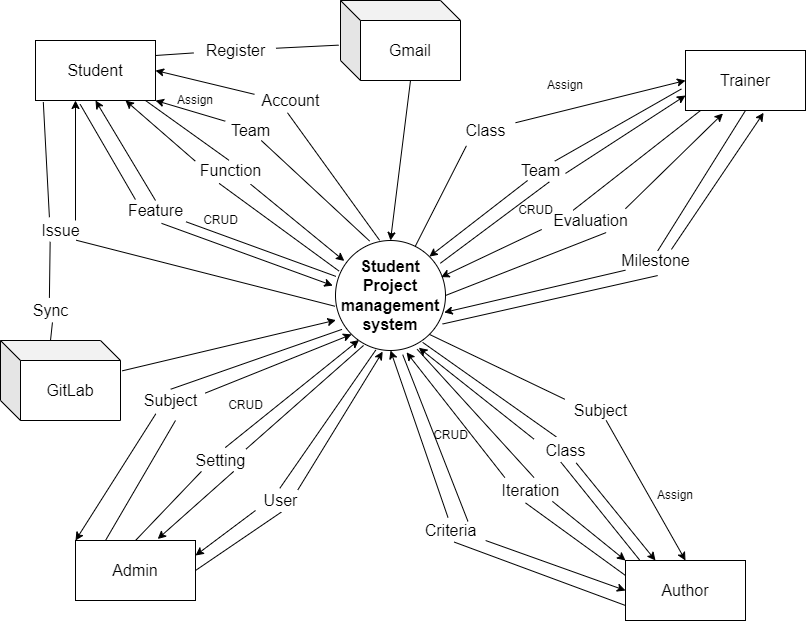 Gmail
Register
Student
Trainer
Assign
Assign
Account
Class
Team
Function
Team
Feature
CRUD
CRUD
Evaluation
Issue
Milestone
Student
Project
management
system
Sync
GitLab
Subject
CRUD
Subject
CRUD
Class
Setting
Iteration
Assign
User
Criteria
Admin
Author